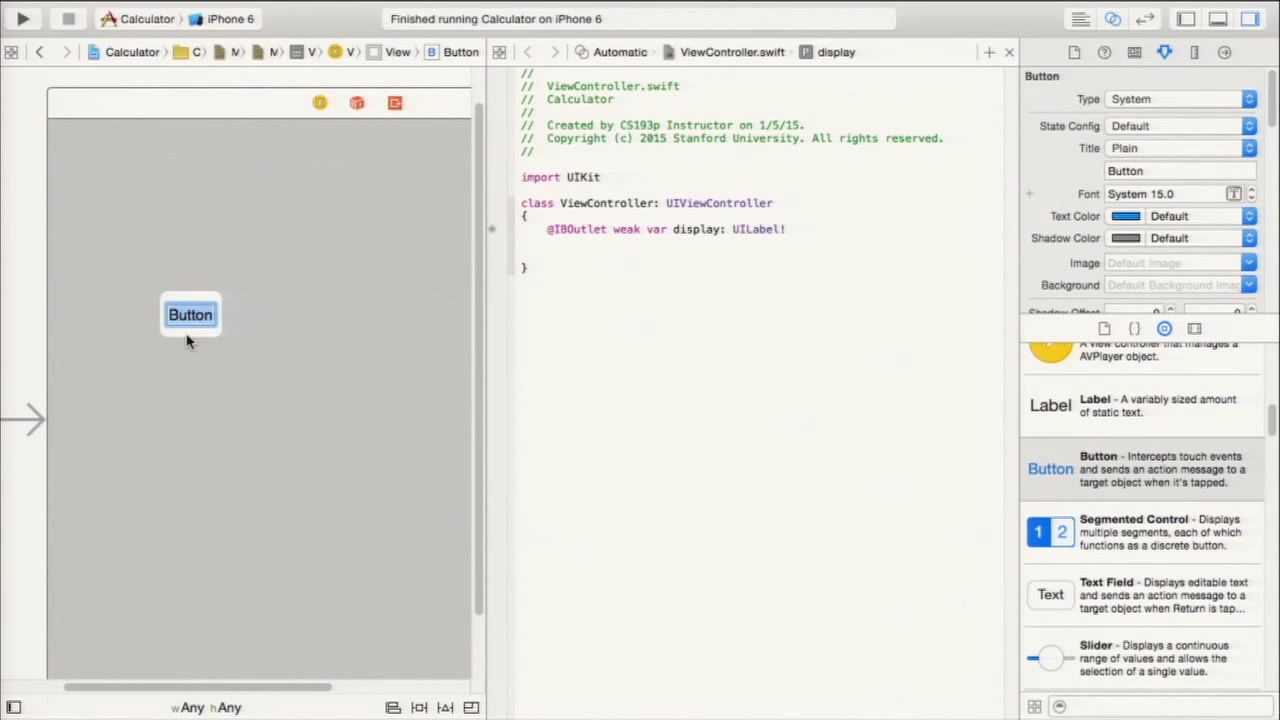 Calculator iPhone 6
Finished running Calculator on iPhone 6
Calculator C M M V V View B Button
Automatic ViewController.swift P display
//
// ViewController.swift
// Calculator
//
// Created by CS193p Instructor on 1/5/15.
// Copyright (c) 2015 Stanford University. All rights reserved.
//
import UIKit
class ViewController: UIViewController
{
@IBOutlet weak var display: UILabel!
}
Button
Button
Type System
State Config Default
Title Plain
Button
Font System 15.0 T
Text Color Default
Shadow Color Default
Image Default Image
Background Default Background Imag
Shadow Offset 0 0
{ }
A view controller that manages a
AVPlayer object.
Label
Label - A variably sized amount
of static text.
Button
Button - Intercepts touch events
and sends an action message to a
target object when it's tapped.
1 2
Segmented Control - Displays
multiple segments, each of which
functions as a discrete button.
Text
Text Field - Displays editable text
and sends an action message to a
target object when Return is tap...
Slider - Displays a continuous
range of values and allows the
selection of a single value.
wAny hAny